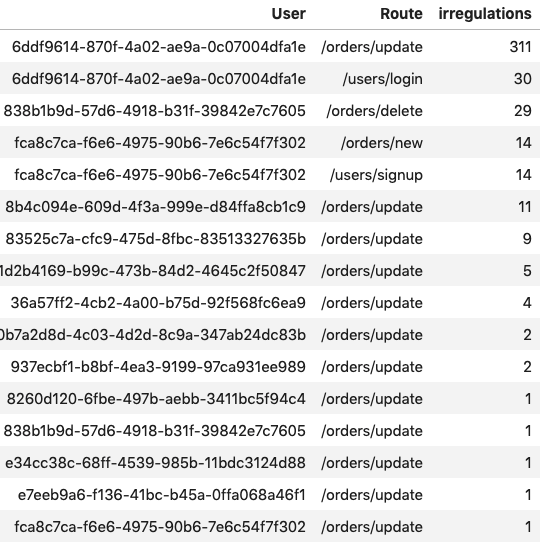 User Route irregulations
6ddf9614-870f-4a02-ae9a-0c07004dfa1e /orders/update 311
6ddf9614-870f-4a02-ae9a-0c07004dfa1e /users/login 30
838b1b9d-57d6-4918-b31f-39842e7c7605 /orders/delete 29
fca8c7ca-f6e6-4975-90b6-7e6c54f7f302 /orders/new 14
fca8c7ca-f6e6-4975-90b6-7e6c54f7f302 /users/signup 14
8b4c094e-609d-4f3a-999e-d84ffa8cb1c9 /orders/update 11
83525c7a-cfc9-475d-8fbc-83513327635b /orders/update 9
1d2b4169-b99c-473b-84d2-4645c2f50847 /orders/update 5
36a57ff2-4cb2-4a00-b75d-92f568fc6ea9 /orders/update 4
0b7a2d8d-4c03-4d2d-8c9a-347ab24dc83b /orders/update 2
937ecbf1-b8bf-4ea3-9199-97ca931ee989 /orders/update 2
8260d120-6fbe-497b-aebb-3411bc5f94c4 /orders/update 1
838b1b9d-57d6-4918-b31f-39842e7c7605 /orders/update 1
e34cc38c-68ff-4539-985b-11bdc3124d88 /orders/update 1
e7eeb9a6-f136-41bc-b45a-0ffa068a46f1 /orders/update 1
fca8c7ca-f6e6-4975-90b6-7e6c54f7f302 /orders/update 1